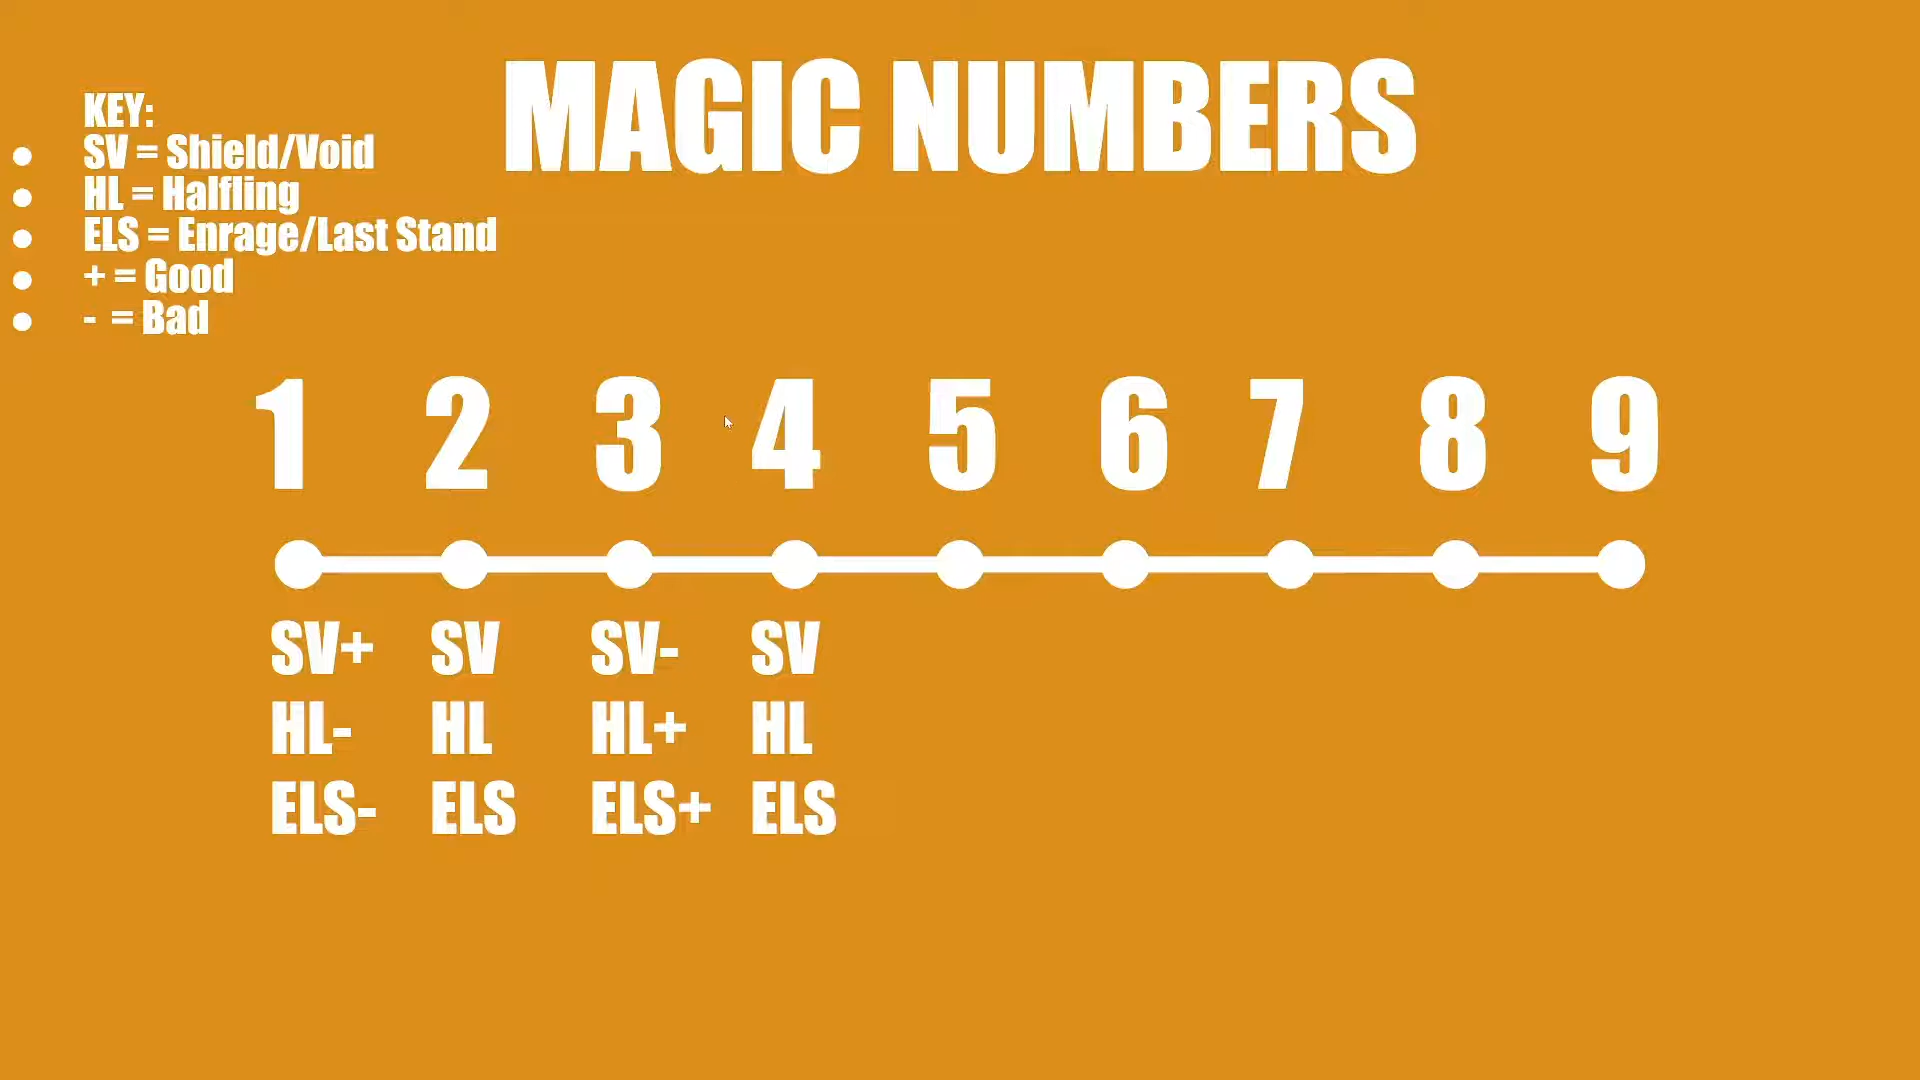 MAGIC NUMBERS
KEY:
SV = Shield/Void
HL = Halfling
ELS = Enrage/Last Stand
+ = Good
-  = Bad
1 2 3 4 5 6 7 8 9
SV+ SV SV- SV
HL- HL HL+ HL
ELS- ELS ELS+ ELS